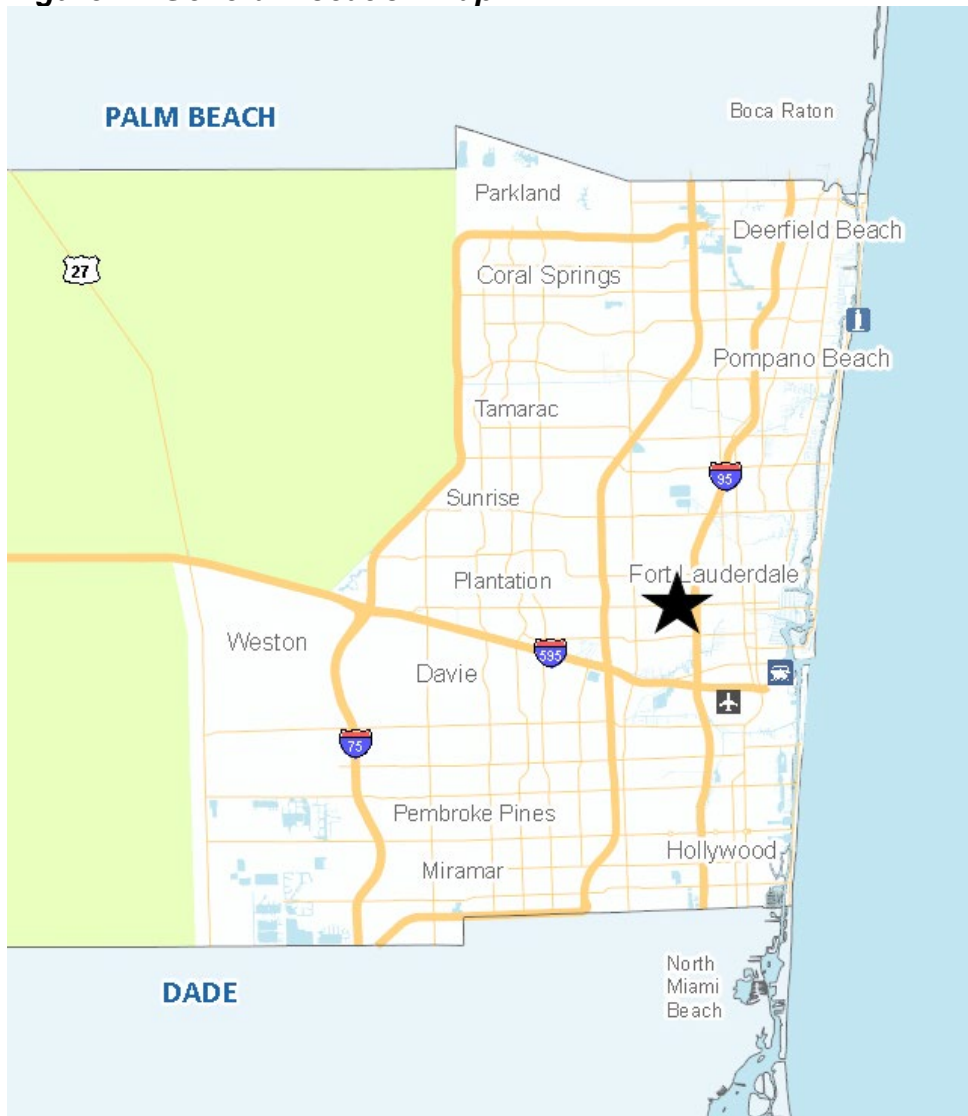 PALM BEACH
Boca Raton
Parkland
Deerfield Beach
27
Coral Springs
Pompano Beach
Tamarac
95
Sunrise
Plantation
Fort Lauderdale
Weston
595
Davie
75
Pembroke Pines
Hollywood
Miramar
North
Miami
Beach
DADE